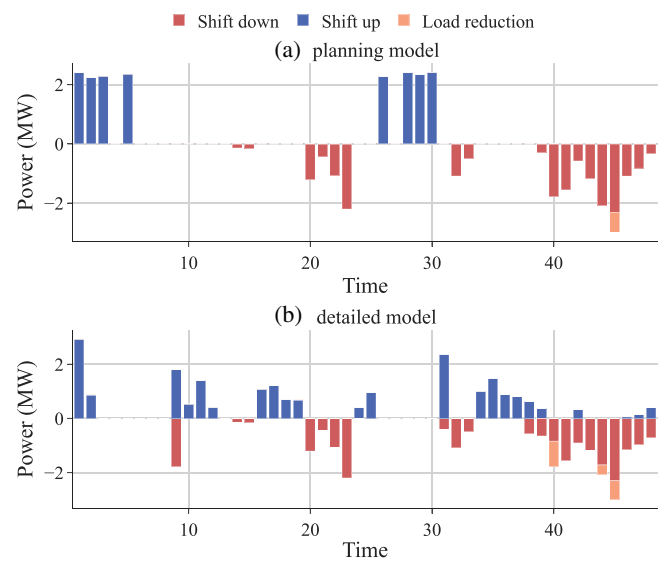 Shift down Shift up Load reduction
(a) planning model
Power (MW)
2
0
−2
10 20 30 40
Time
(b) detailed model
Power (MW)
2
0
−2
10 20 30 40
Time